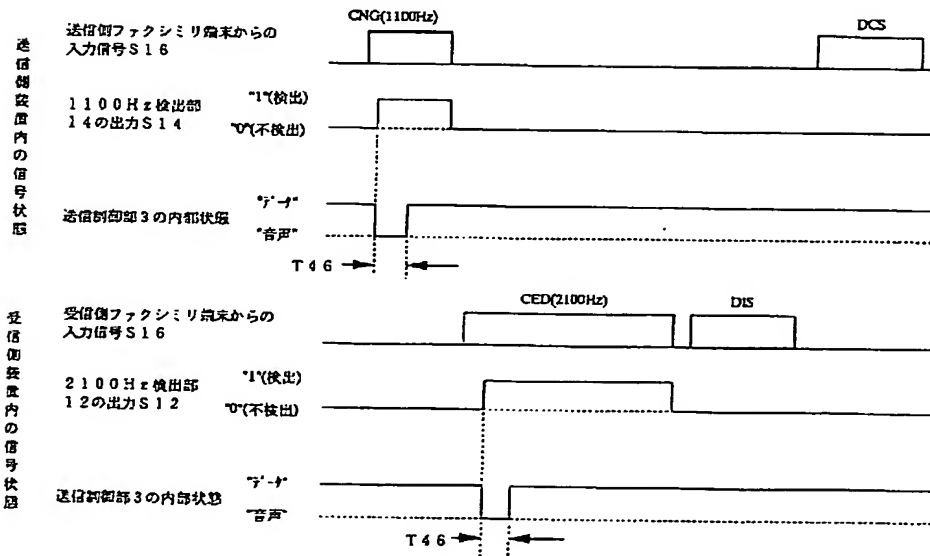 送信側装置内の信号状態
CNG(1100Hz)
DCS
送信側ファクシミリ端末からの
入力信号S16
1100Hz検出部
14の出力S14
"1"(検出)
"0"(不検出)
送信制御部3の内部状態
"データ"
"音声"
T46
受信側装置内の信号状態
CED(2100Hz)
DIS
受信側ファクシミリ端末からの
入力信号S16
2100Hz検出部
12の出力S12
"1"(検出)
"0"(不検出)
送信制御部3の内部状態
"データ"
"音声"
T46